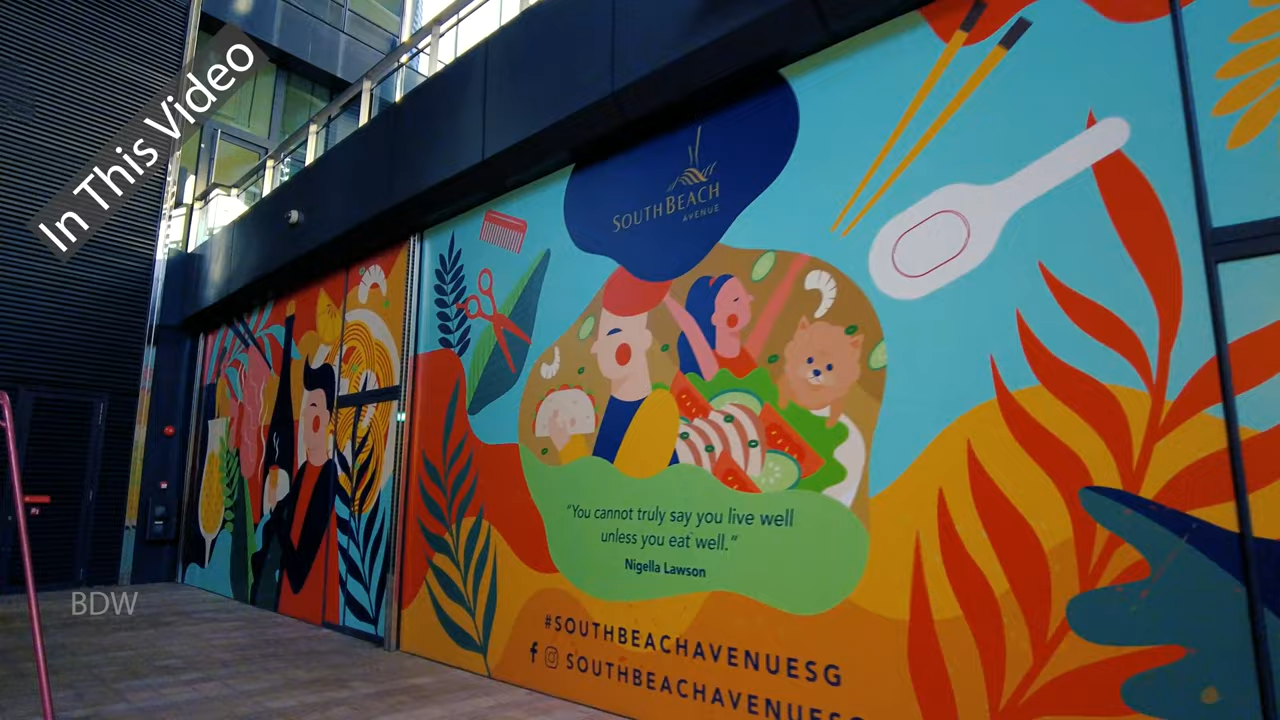 In This Video
SOUTHBEACH
AVENUE
"You cannot truly say you live well
unless you eat well."
Nigella Lawson
#SOUTHBEACHAVENUESG
SOUTHBEACHAVENUESG
BDW